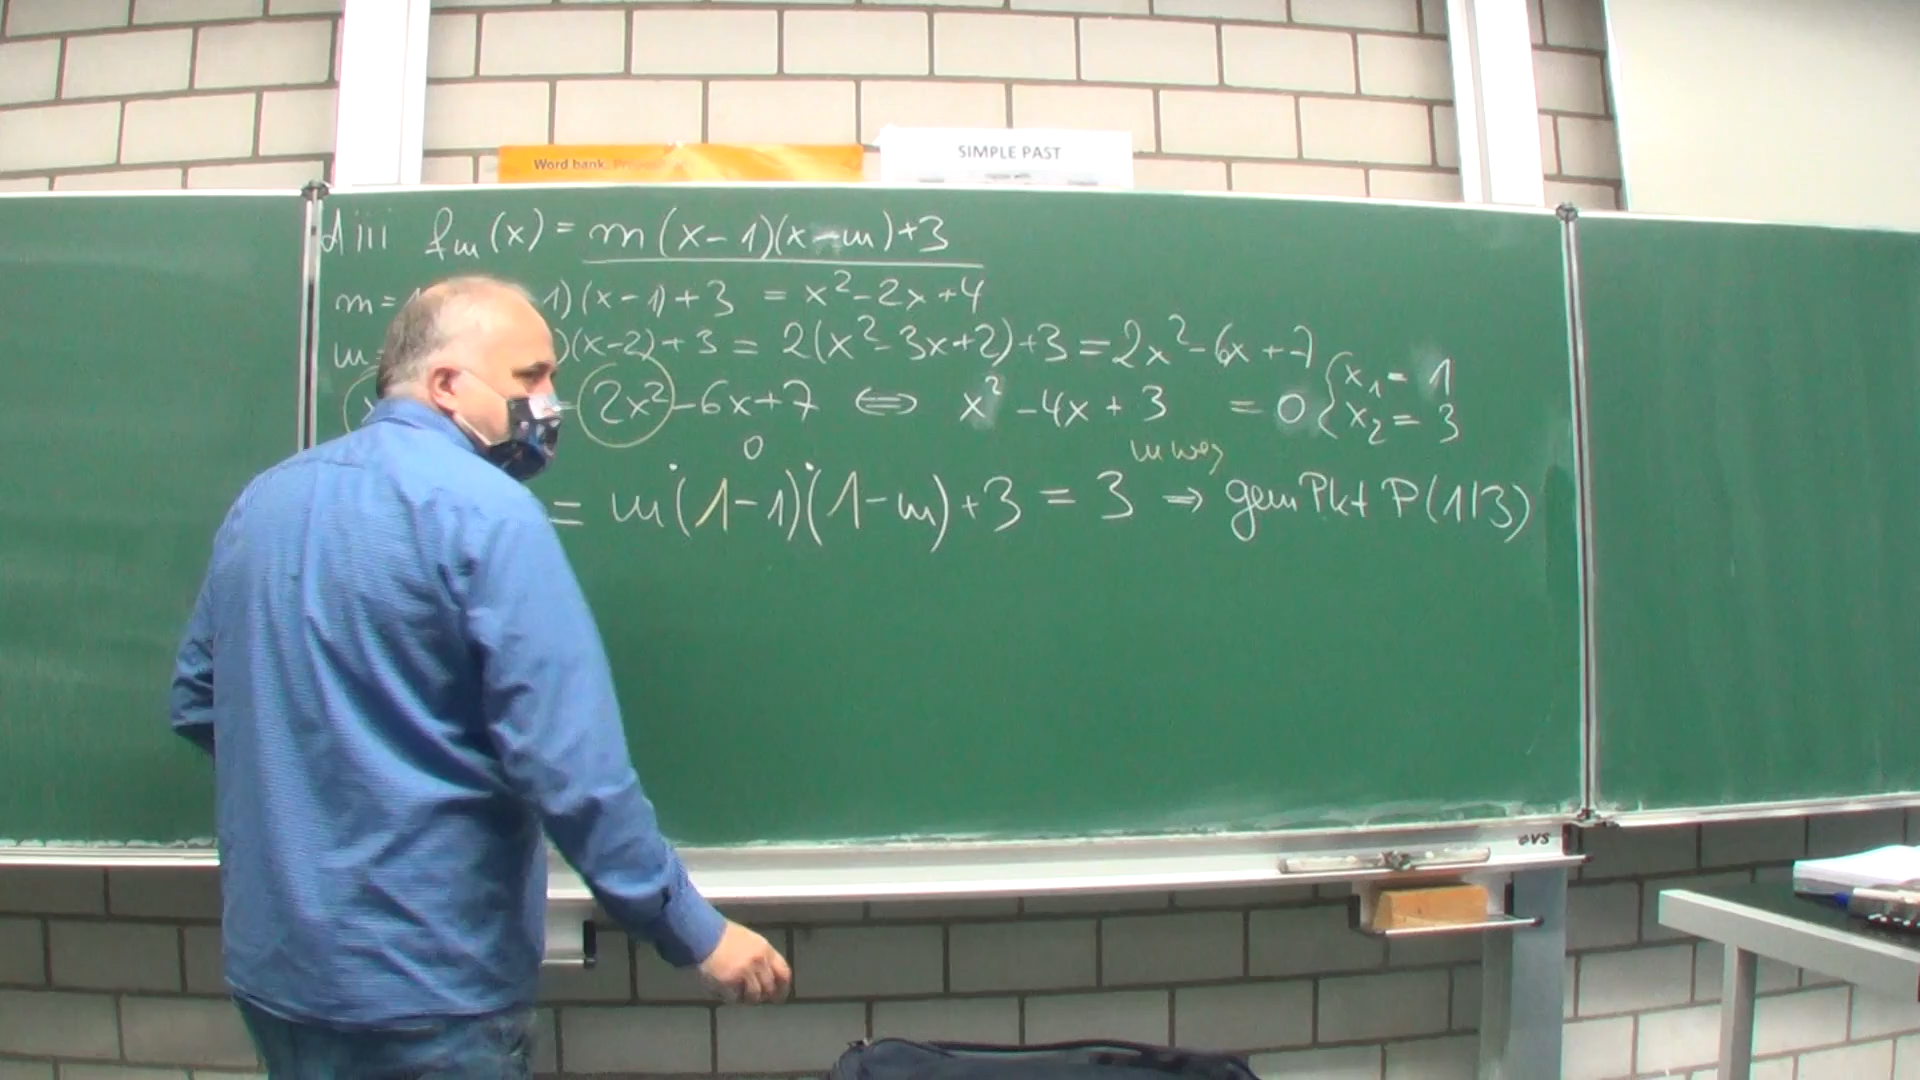 Word bank:
SIMPLE PAST
d iii fm(x) = m(x-1)(x-m)+3
m= 1)(x-1)+3 = x²-2x+4
m= )(x-2)+3 = 2(x²-3x+2)+3=2x²-6x+7
2x²-6x+7 ⇔ x²-4x+3 = 0 { x₁= 1
x₂= 3
0
m weg
= m·(1-1)·(1-m)+3 = 3 ⇒ gem Pkt P(1|3)
OVS